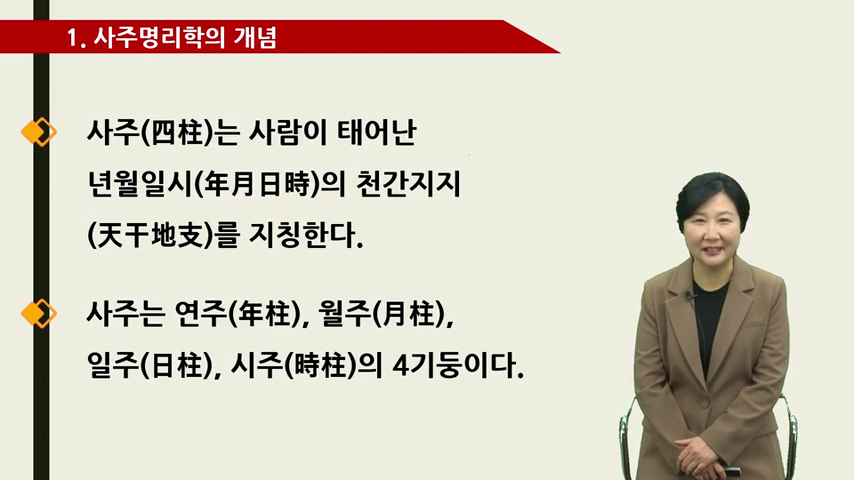 1. 사주명리학의 개념
사주(四柱)는 사람이 태어난
년월일시(年月日時)의 천간지지
(天干地支)를 지칭한다.
사주는 연주(年柱), 월주(月柱),
일주(日柱), 시주(時柱)의 4기둥이다.